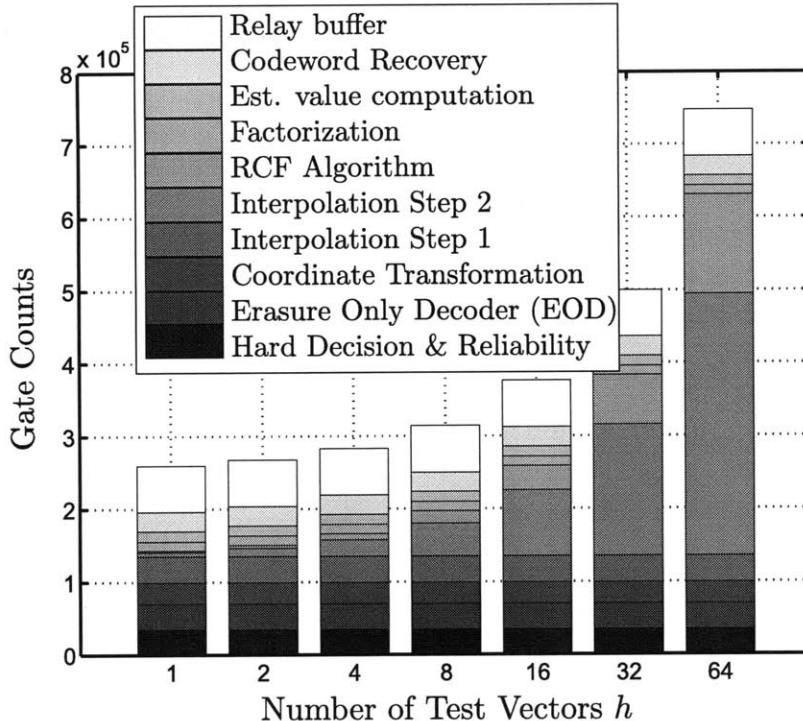 Relay buffer
Codeword Recovery
Est. value computation
Factorization
RCF Algorithm
Interpolation Step 2
Interpolation Step 1
Coordinate Transformation
Erasure Only Decoder (EOD)
Hard Decision & Reliability
x 10^5
8
7
6
5
4
3
2
1
0
Gate Counts
1 2 4 8 16 32 64
Number of Test Vectors h